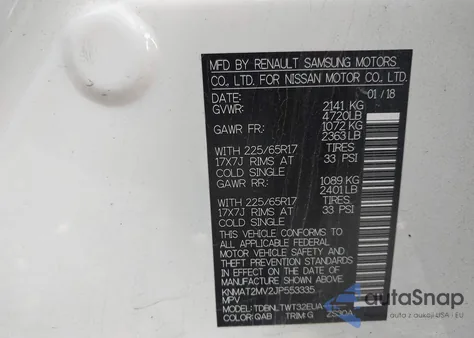 MFD BY RENAULT SAMSUNG MOTORS
CO., LTD. FOR NISSAN MOTOR CO., LTD.
DATE: 01 / 18
GVWR: 2141 KG
4720LB
GAWR FR: 1072 KG
2363 LB
WITH 225/65R17 TIRES
17X7J RIMS AT 33 PSI
COLD SINGLE
GAWR RR: 1089 KG
2401 LB
WITH 225/65R17 TIRES
17X7J RIMS AT 33 PSI
COLD SINGLE
THIS VEHICLE CONFORMS TO ALL
APPLICABLE FEDERAL MOTOR
VEHICLE SAFETY STANDARDS IN
EFFECT ON THE DATE OF
MANUFACTURE SHOWN ABOVE.
KNMAT2MV2JP553335
MPV
MODEL: TDBNLTWT32EUA
COLOR: QAB TRIM: G ZS30A
autoSnap